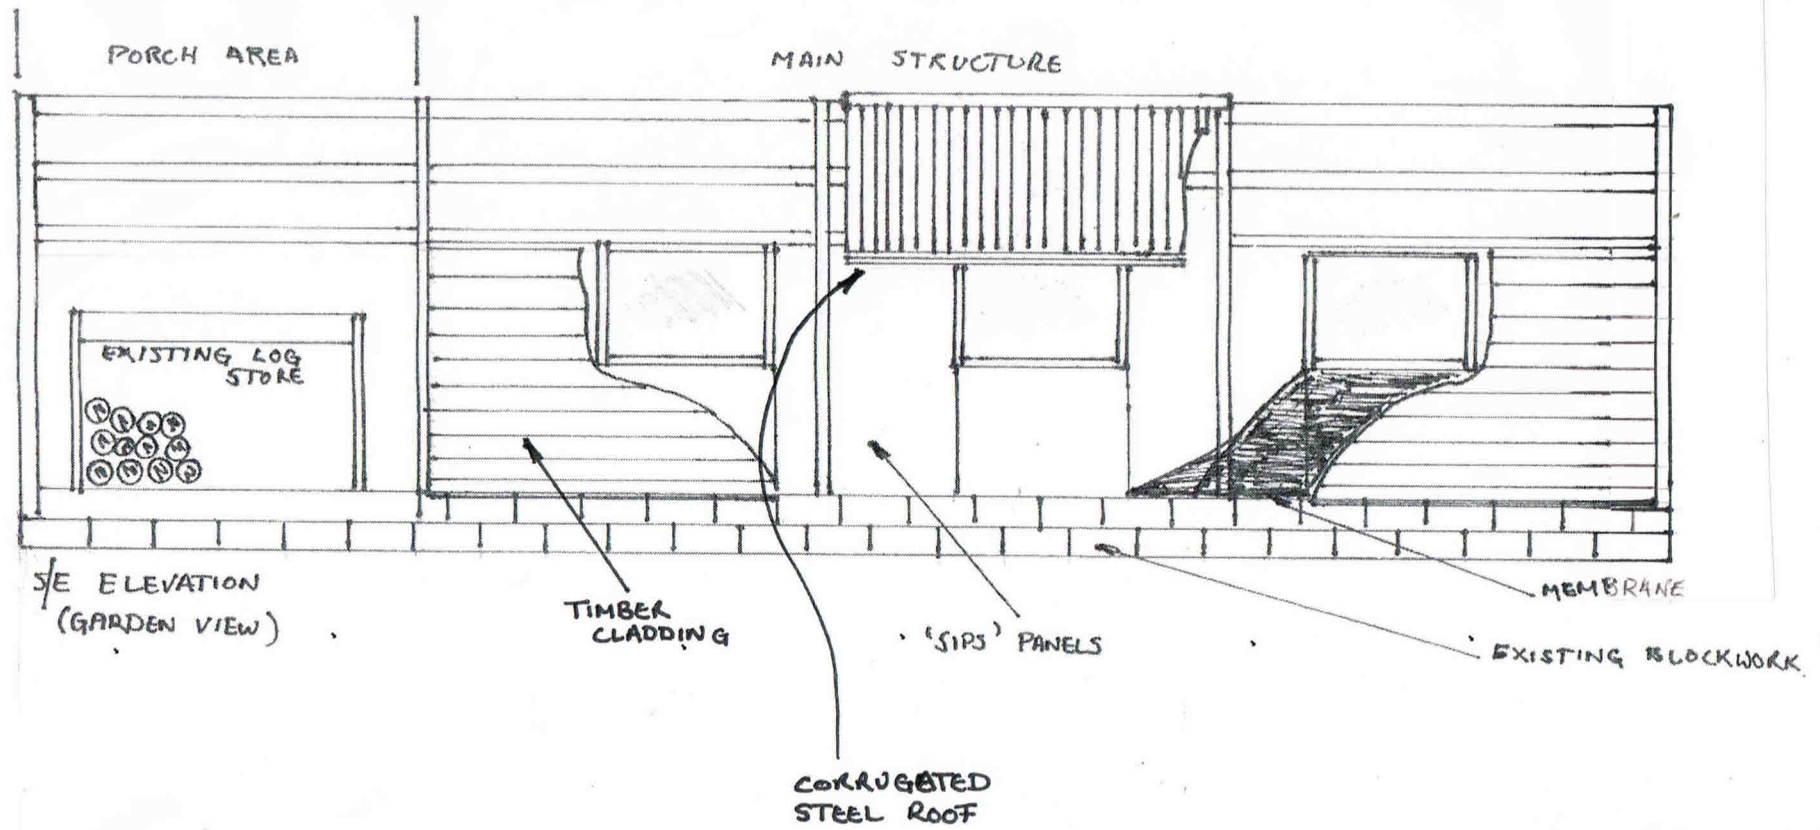 PORCH AREA
MAIN STRUCTURE
EXISTING LOG
STORE
S/E ELEVATION
(GARDEN VIEW)
TIMBER
CLADDING
'SIPS' PANELS
MEMBRANE
EXISTING BLOCKWORK
CORRUGATED
STEEL ROOF